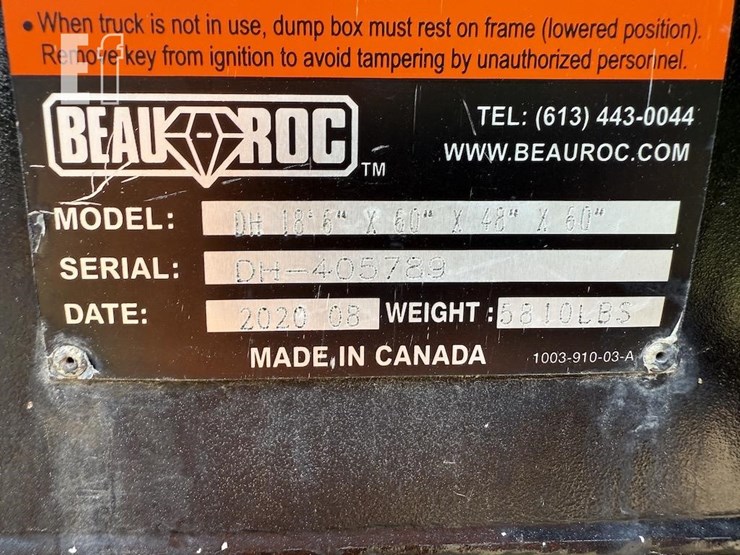 • When truck is not in use, dump box must rest on frame (lowered position).
Remove key from ignition to avoid tampering by unauthorized personnel.
BEAU-ROC TM
TEL: (613) 443-0044
WWW.BEAUROC.COM
MODEL: DH 18'6" X 60" X 48" X 60"
SERIAL: DH-405789
DATE: 2020 08 WEIGHT: 5810LBS
MADE IN CANADA 1003-910-03-A